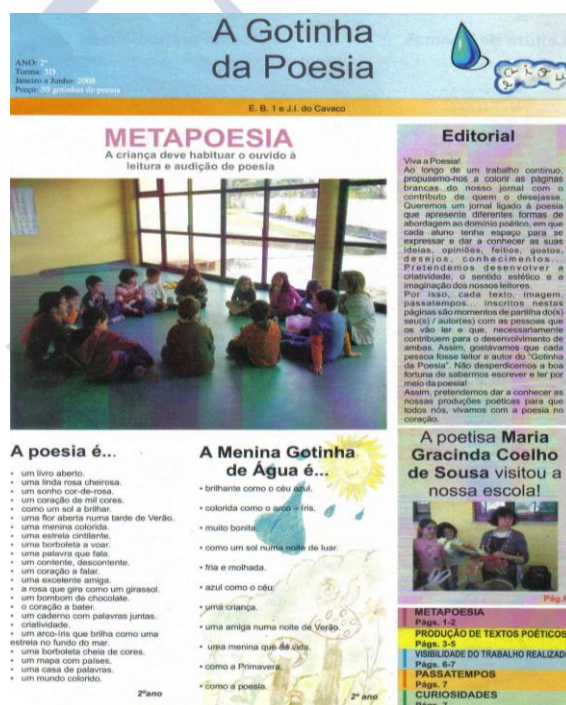 A Gotinha
da Poesia
ANO: 2º
Turma: 3D
Janeiro a Junho: 2008
Preço: 50 gotinhas de poesia
a e i o u
E. B. 1 e J.I. do Cavaco
METAPOESIA
A criança deve habituar o ouvido à
leitura e audição de poesia
Editorial
Viva a Poesia!
Ao longo de um trabalho contínuo,
propusemo-nos a colorir as páginas
brancas do nosso jornal com o
contributo de quem o desejasse.
Queremos um jornal ligado à poesia
que apresente diferentes formas de
abordagem ao domínio poético, em que
cada aluno tenha espaço para se
expressar e dar a conhecer as suas
ideias, opiniões, feitios, gostos,
desejos, conhecimentos...
Pretendemos desenvolver a
criatividade, o sentido estético e a
imaginação dos nossos leitores.
Por isso, cada texto, imagem,
passatempos... inscritos nestas
páginas são momentos de partilha do(s)
seu(s) / autor(es) com as pessoas que
os vão ler e que, necessariamente
contribuem para o desenvolvimento de
ambas. Assim, gostávamos que cada
pessoa fosse leitor e autor do "Gotinha
da Poesia". Não desperdicemos a boa
fortuna de sabermos escrever e ler por
meio da poesia!
Assim, pretendemos dar a conhecer as
nossas produções poéticas para que
todos nós, vivamos com a poesia no
coração.
A poesia é...
• um livro aberto.
• uma linda rosa cheirosa.
• um sonho cor-de-rosa.
• um coração de mil cores.
• como um sol a brilhar.
• uma flor aberta numa tarde de Verão.
• uma menina colorida.
• uma estrela cintilante.
• uma borboleta a voar.
• uma palavra que fala.
• um contente, descontente.
• um coração a falar.
• uma excelente amiga.
• a rosa que gira como um girassol.
• um bombom de chocolate.
• o coração a bater.
• um caderno com palavras juntas.
• criatividade.
• um arco-íris que brilha como uma
estrela no fundo do mar.
• uma borboleta cheia de cores.
• um mapa com países.
• uma casa de palavras.
• um mundo colorido.
2ºano
A Menina Gotinha
de Água é...
• brilhante como o céu azul.
• colorida como o arco – íris.
• muito bonita.
• como um sol numa noite de luar.
• fria e molhada.
• azul como o céu.
• uma criança.
• uma amiga numa noite de Verão.
• uma menina que dá vida.
• como a Primavera.
• como a poesia.
2º ano
A poetisa Maria
Gracinda Coelho
de Sousa visitou a
nossa escola!
Pág.6
METAPOESIA
Págs. 1-2
PRODUÇÃO DE TEXTOS POÉTICOS
Págs. 3-5
VISIBILIDADE DO TRABALHO REALIZADO
Págs. 6-7
PASSATEMPOS
Págs. 7
CURIOSIDADES